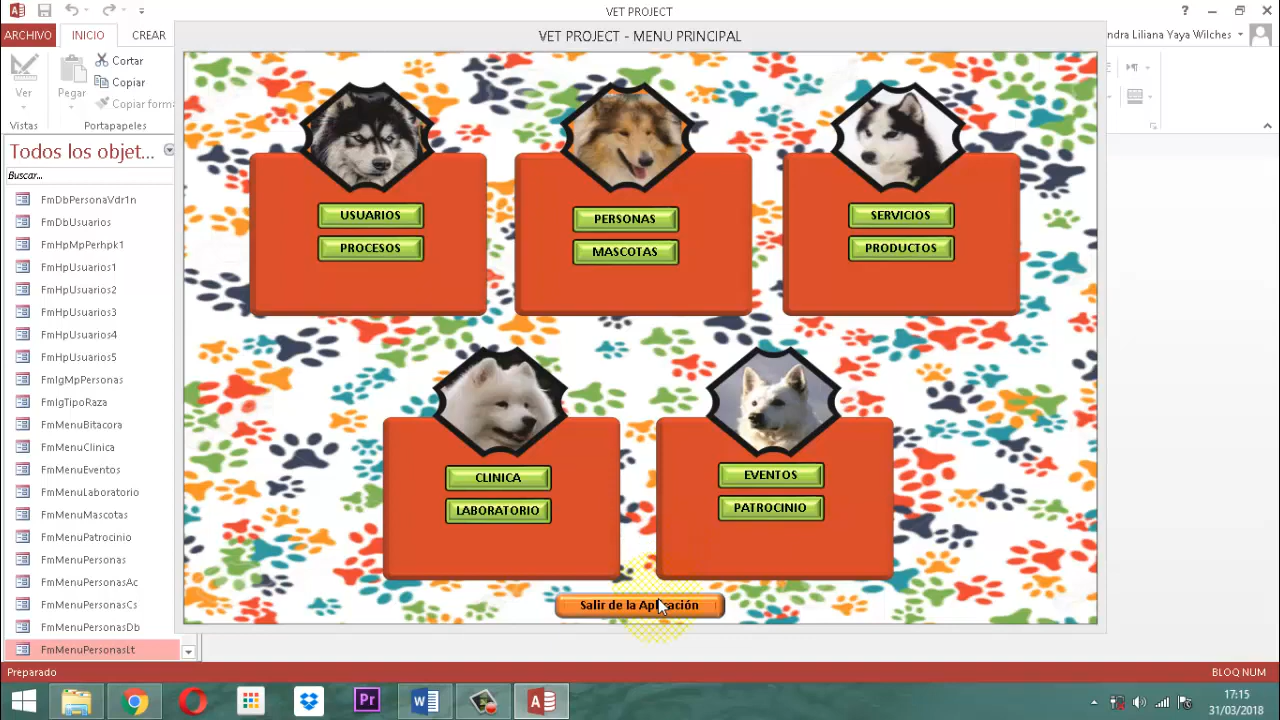 VET PROJECT
ARCHIVO
INICIO
CREAR
ndra Liliana Yaya Wilches
Ver
Pegar
Cortar
Copiar
Copiar forma
Vistas
Portapapeles
Todos los objet...
Buscar...
FmDbPersonaVdr1n
FmDbUsuarios
FmHpMpPerhpk1
FmHpUsuarios1
FmHpUsuarios2
FmHpUsuarios3
FmHpUsuarios4
FmHpUsuarios5
FmIgMpPersonas
FmIgTipoRaza
FmMenuBitacora
FmMenuClinica
FmMenuEventos
FmMenuLaboratorio
FmMenuMascotas
FmMenuPatrocinio
FmMenuPersonas
FmMenuPersonasAc
FmMenuPersonasCs
FmMenuPersonasDb
FmMenuPersonasLt
VET PROJECT - MENU PRINCIPAL
USUARIOS
PROCESOS
PERSONAS
MASCOTAS
SERVICIOS
PRODUCTOS
CLINICA
LABORATORIO
EVENTOS
PATROCINIO
Salir de la Aplicación
Preparado
BLOQ NUM
Pr
17:15
31/03/2018